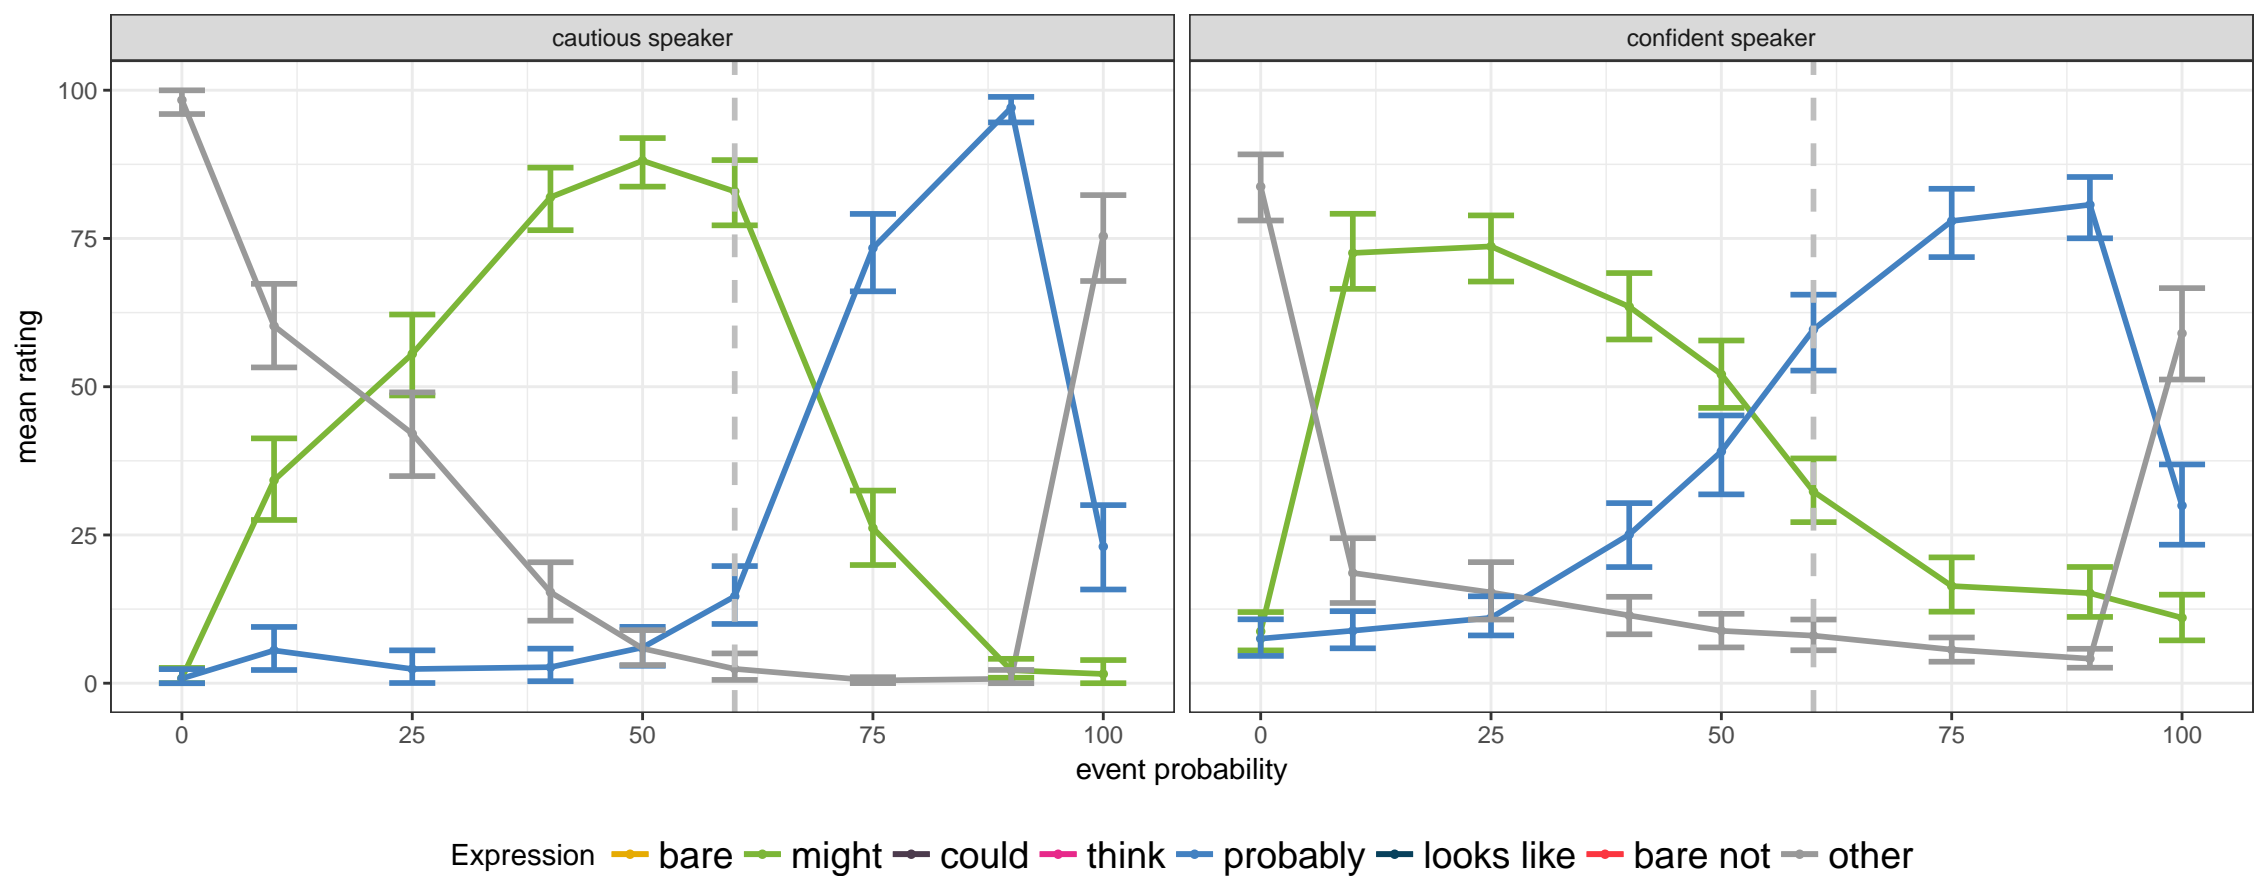 cautious speaker
confident speaker
mean rating
100
75
50
25
0
0 25 50 75 100
0 25 50 75 100
event probability
Expression bare might could think probably looks like bare not other